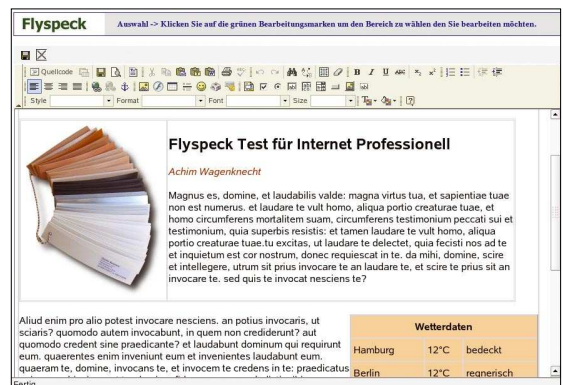 Flyspeck
Auswahl -> Klicken Sie auf die grünen Bearbeitungsmarken um den Bereich zu wählen den Sie bearbeiten möchten.
Quellcode
B I U ABC x₂ x²
Style Format Font Size
Flyspeck Test für Internet Professionell
Achim Wagenknecht
Magnus es, domine, et laudabilis valde: magna virtus tua, et sapientiae tuae
non est numerus. et laudare te vult homo, aliqua portio creaturae tuae, et
homo circumferens mortalitem suam, circumferens testimonium peccati sui et
testimonium, quia superbis resistis: et tamen laudare te vult homo, aliqua
portio creaturae tuae.tu excitas, ut laudare te delectet, quia fecisti nos ad te
et inquietum est cor nostrum, donec requiescat in te. da mihi, domine, scire
et intellegere, utrum sit prius invocare te an laudare te, et scire te prius sit an
invocare te. sed quis te invocat nesciens te?
Aliud enim pro alio potest invocare nesciens. an potius invocaris, ut
sciaris? quomodo autem invocabunt, in quem non crediderunt? aut
quomodo credent sine praedicante? et laudabunt dominum qui requirunt
eum. quaerentes enim inveniunt eum et invenientes laudabunt eum.
quaeram te, domine, invocans te, et invocem te credens in te: praedicatus
Wetterdaten
Hamburg 12°C bedeckt
Berlin 12°C regnerisch
Fertig